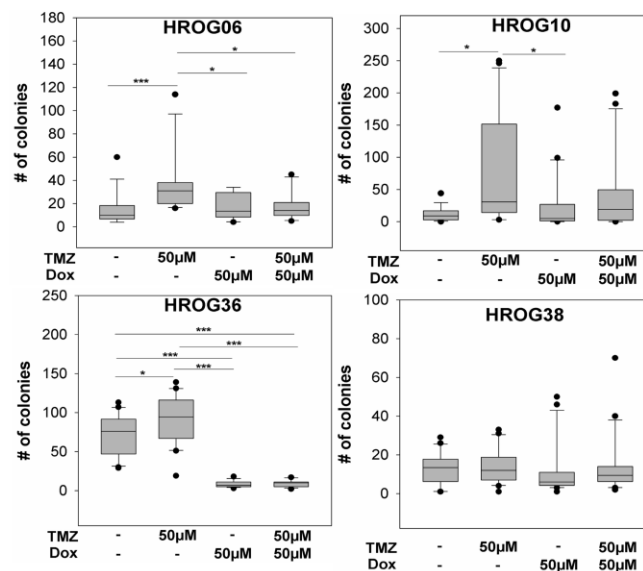 HROG06
# of colonies
180
160
140
120
100
80
60
40
20
0
***
*
*
TMZ - 50µM - 50µM
Dox - - 50µM 50µM
HROG10
# of colonies
300
250
200
150
100
50
0
* *
TMZ - 50µM - 50µM
Dox - - 50µM 50µM
HROG36
# of colonies
250
200
150
100
50
0
***
***
***
* ***
TMZ - 50µM - 50µM
Dox - - 50µM 50µM
HROG38
# of colonies
100
80
60
40
20
0
TMZ - 50µM - 50µM
Dox - - 50µM 50µM